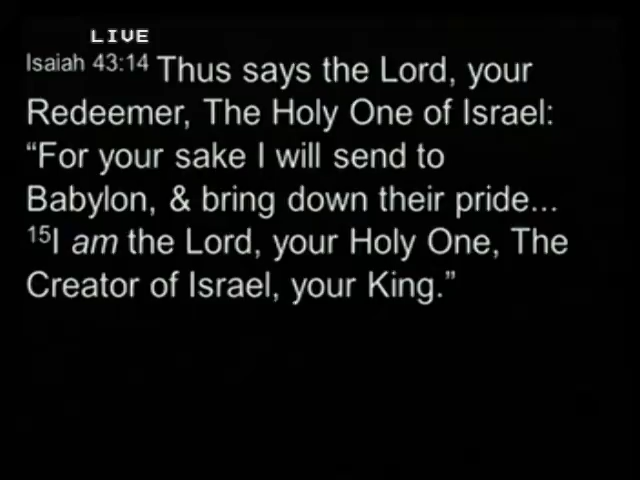 LIVE
Isaiah 43:14 Thus says the Lord, your
Redeemer, The Holy One of Israel:
“For your sake I will send to
Babylon, & bring down their pride...
15I am the Lord, your Holy One, The
Creator of Israel, your King.”